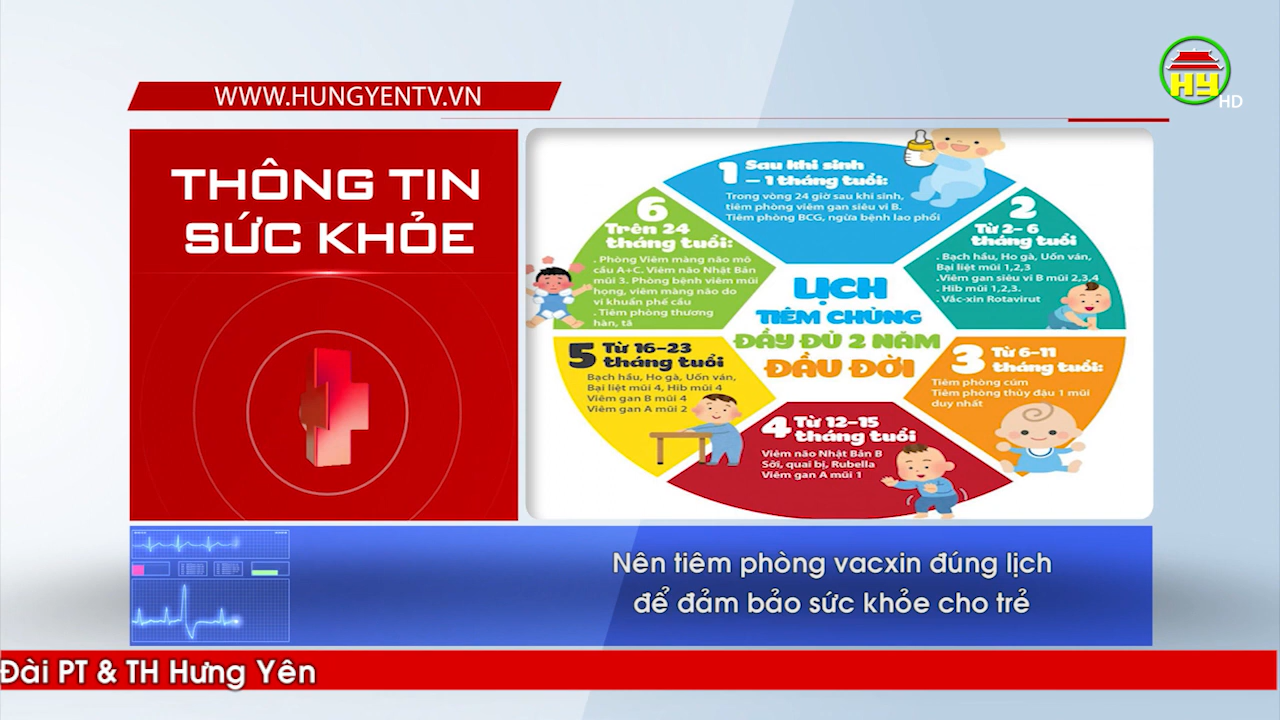 WWW.HUNGYENTV.VN
HY
HD
THÔNG TIN
SỨC KHỎE
1 Sau khi sinh
– 1 tháng tuổi:
Trong vòng 24 giờ sau khi sinh,
tiêm phòng viêm gan siêu vi B.
Tiêm phòng BCG, ngừa bệnh lao phổi
2
Từ 2– 6
tháng tuổi
. Bạch hầu, Ho gà, Uốn ván,
Bại liệt mũi 1,2,3
.Viêm gan siêu vi B mũi 2,3,4
. Hib mũi 1,2,3.
. Vắc-xin Rotavirut
3 Từ 6–11
tháng tuổi:
Tiêm phòng cúm
Tiêm phòng thủy đậu 1 mũi
duy nhất
4 Từ 12–15
tháng tuổi
Viêm não Nhật Bản B
Sởi, quai bị, Rubella
Viêm gan A mũi 1
5 Từ 16–23
tháng tuổi
Bạch hầu, Ho gà, Uốn ván,
Bại liệt mũi 4, Hib mũi 4
Viêm gan B mũi 4
Viêm gan A mũi 2
6
Trên 24
tháng tuổi:
. Phòng Viêm màng não mô
cầu A+C. Viêm não Nhật Bản
mũi 3. Phòng bệnh viêm mũi
họng, viêm màng não do
vi khuẩn phế cầu
. Tiêm phòng thương
hàn, tả
LỊCH
TIÊM CHỦNG
ĐẦY ĐỦ 2 NĂM
ĐẦU ĐỜI
Nên tiêm phòng vacxin đúng lịch
để đảm bảo sức khỏe cho trẻ
Đài PT & TH Hưng Yên